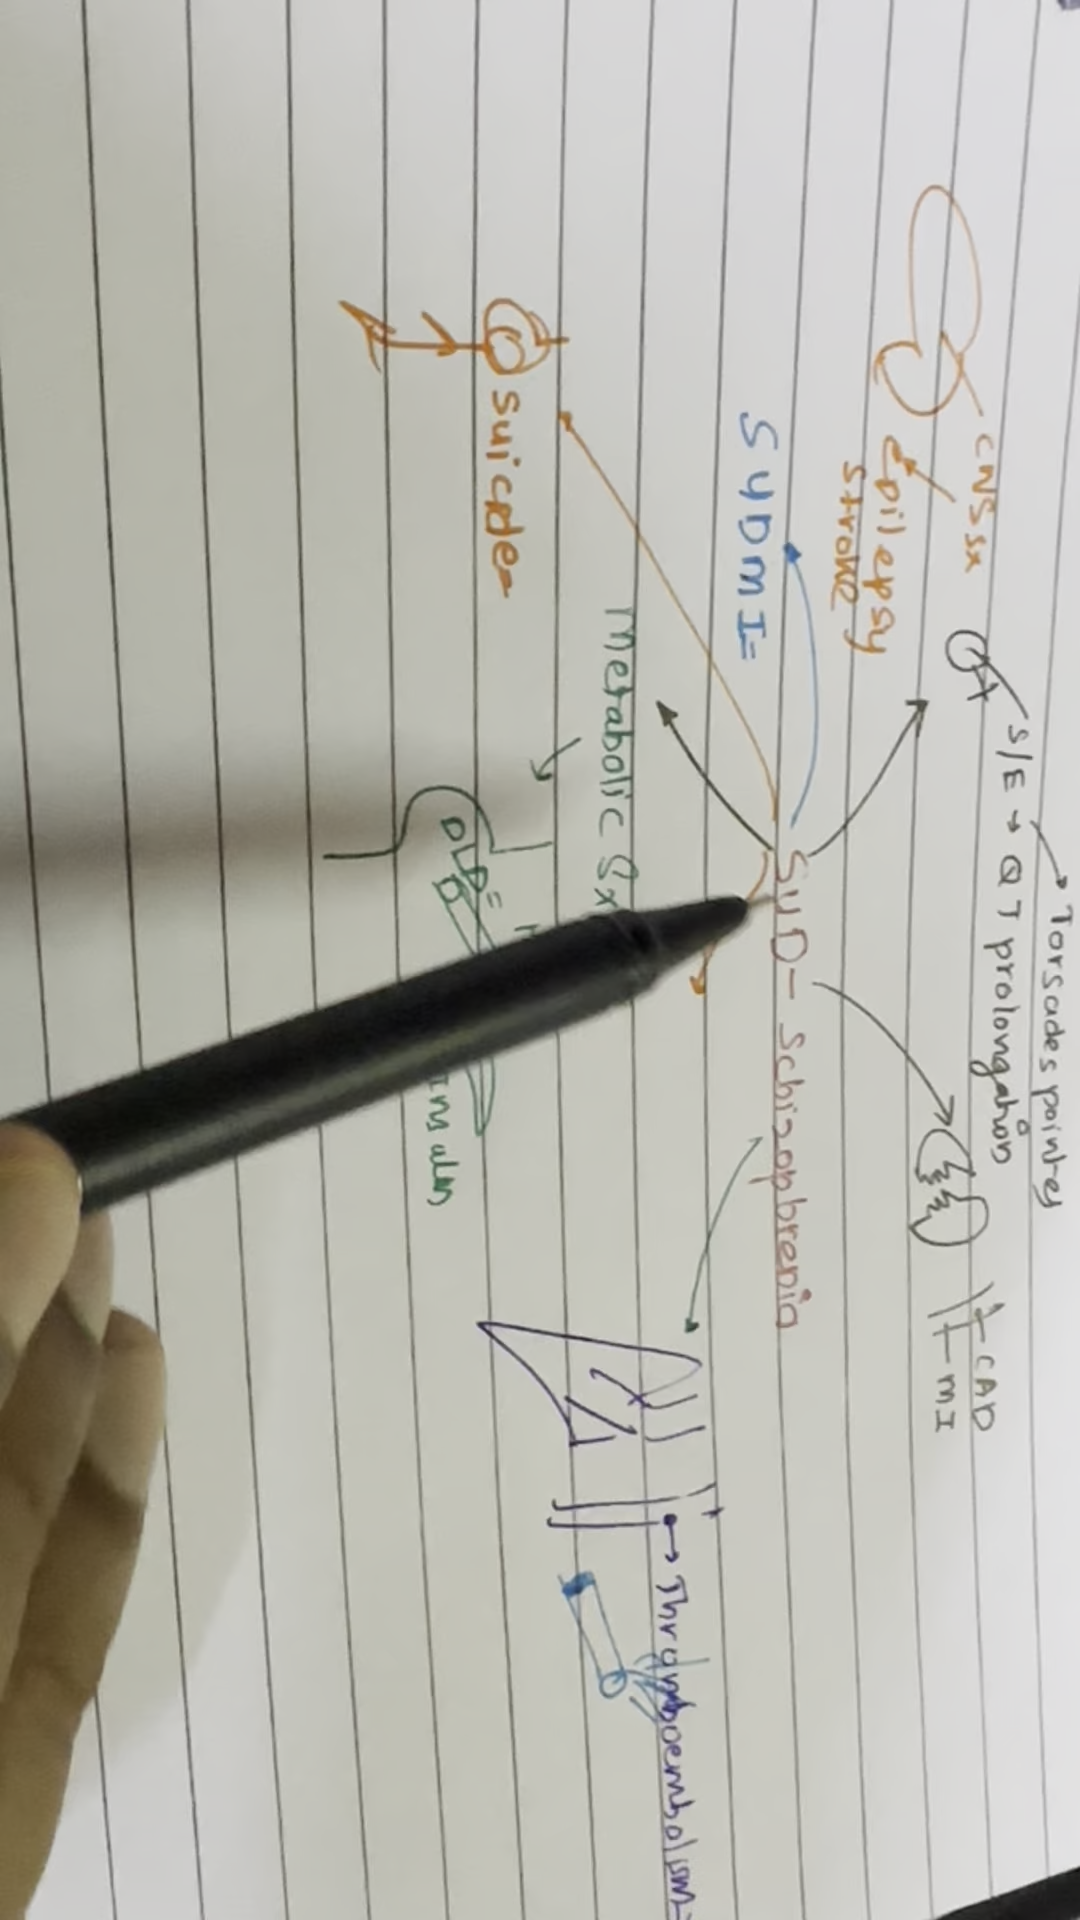 Torsades pointes
S/E → QT prolongation
CNS sx
Epilepsy
Stroke
CAD
MI
SUD - Schizophrenia
SUDMI=
Metabolic Sx
Suicide=
DLP=
→ Thromboembolism=